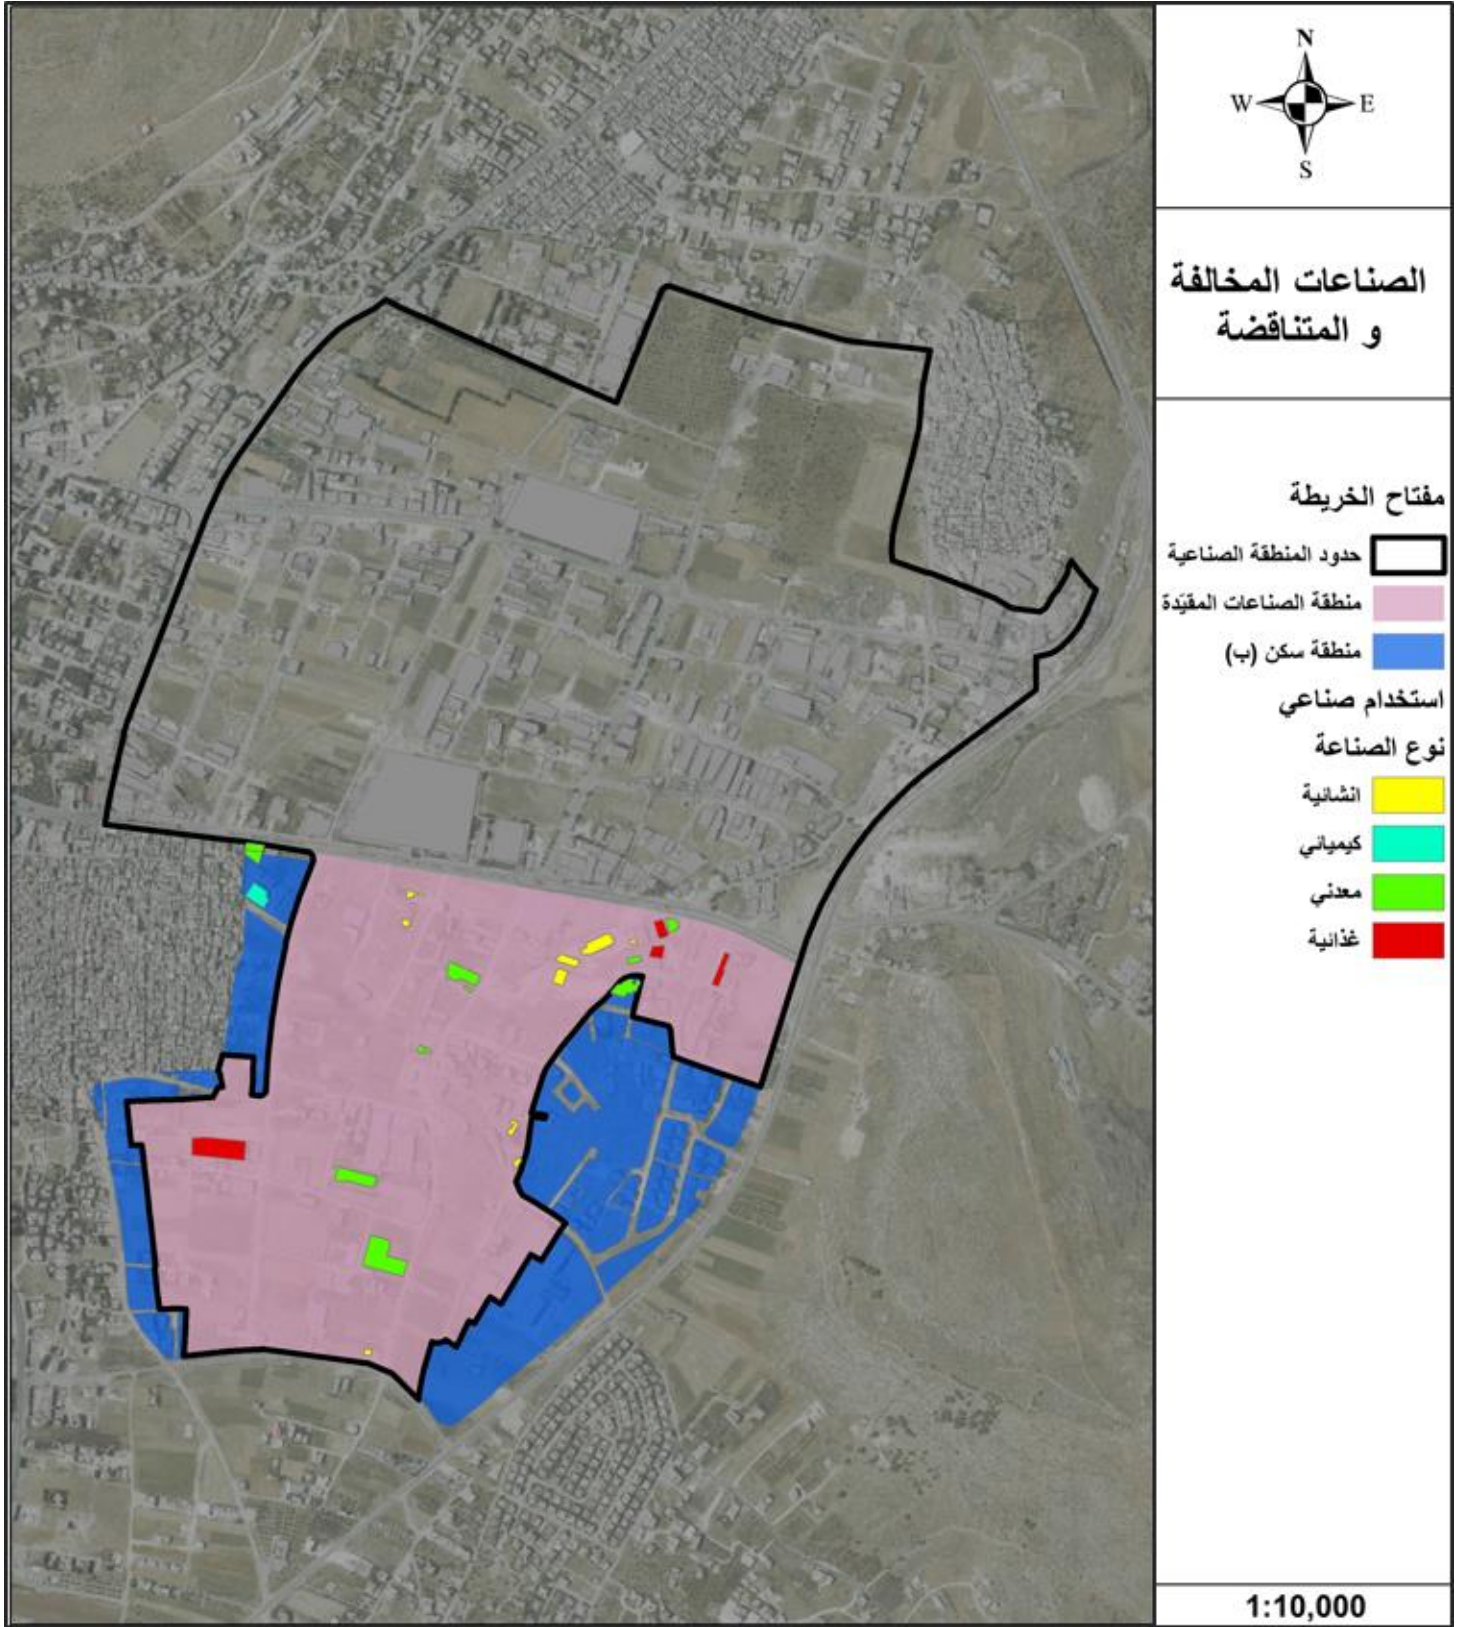 N
W E
S
الصناعات المخالفة
و المتناقضة
مفتاح الخريطة
حدود المنطقة الصناعية
منطقة الصناعات المقيّدة
منطقة سكن (ب)
استخدام صناعي
نوع الصناعة
انشائية
كيميائي
معدني
غذائية
1:10,000